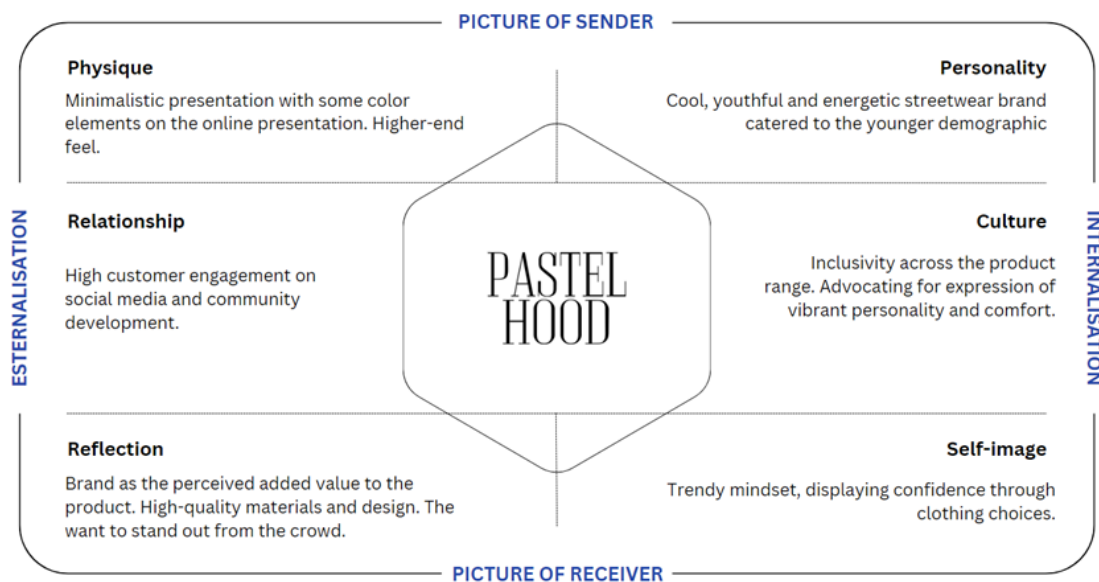 PICTURE OF SENDER
Physique
Minimalistic presentation with some color
elements on the online presentation. Higher-end
feel.
Personality
Cool, youthful and energetic streetwear brand
catered to the younger demographic
ESTERNALISATION
Relationship
High customer engagement on
social media and community
development.
PASTEL
HOOD
Culture
Inclusivity across the product
range. Advocating for expression of
vibrant personality and comfort.
INTERNALISATION
Reflection
Brand as the perceived added value to the
product. High-quality materials and design. The
want to stand out from the crowd.
Self-image
Trendy mindset, displaying confidence through
clothing choices.
PICTURE OF RECEIVER